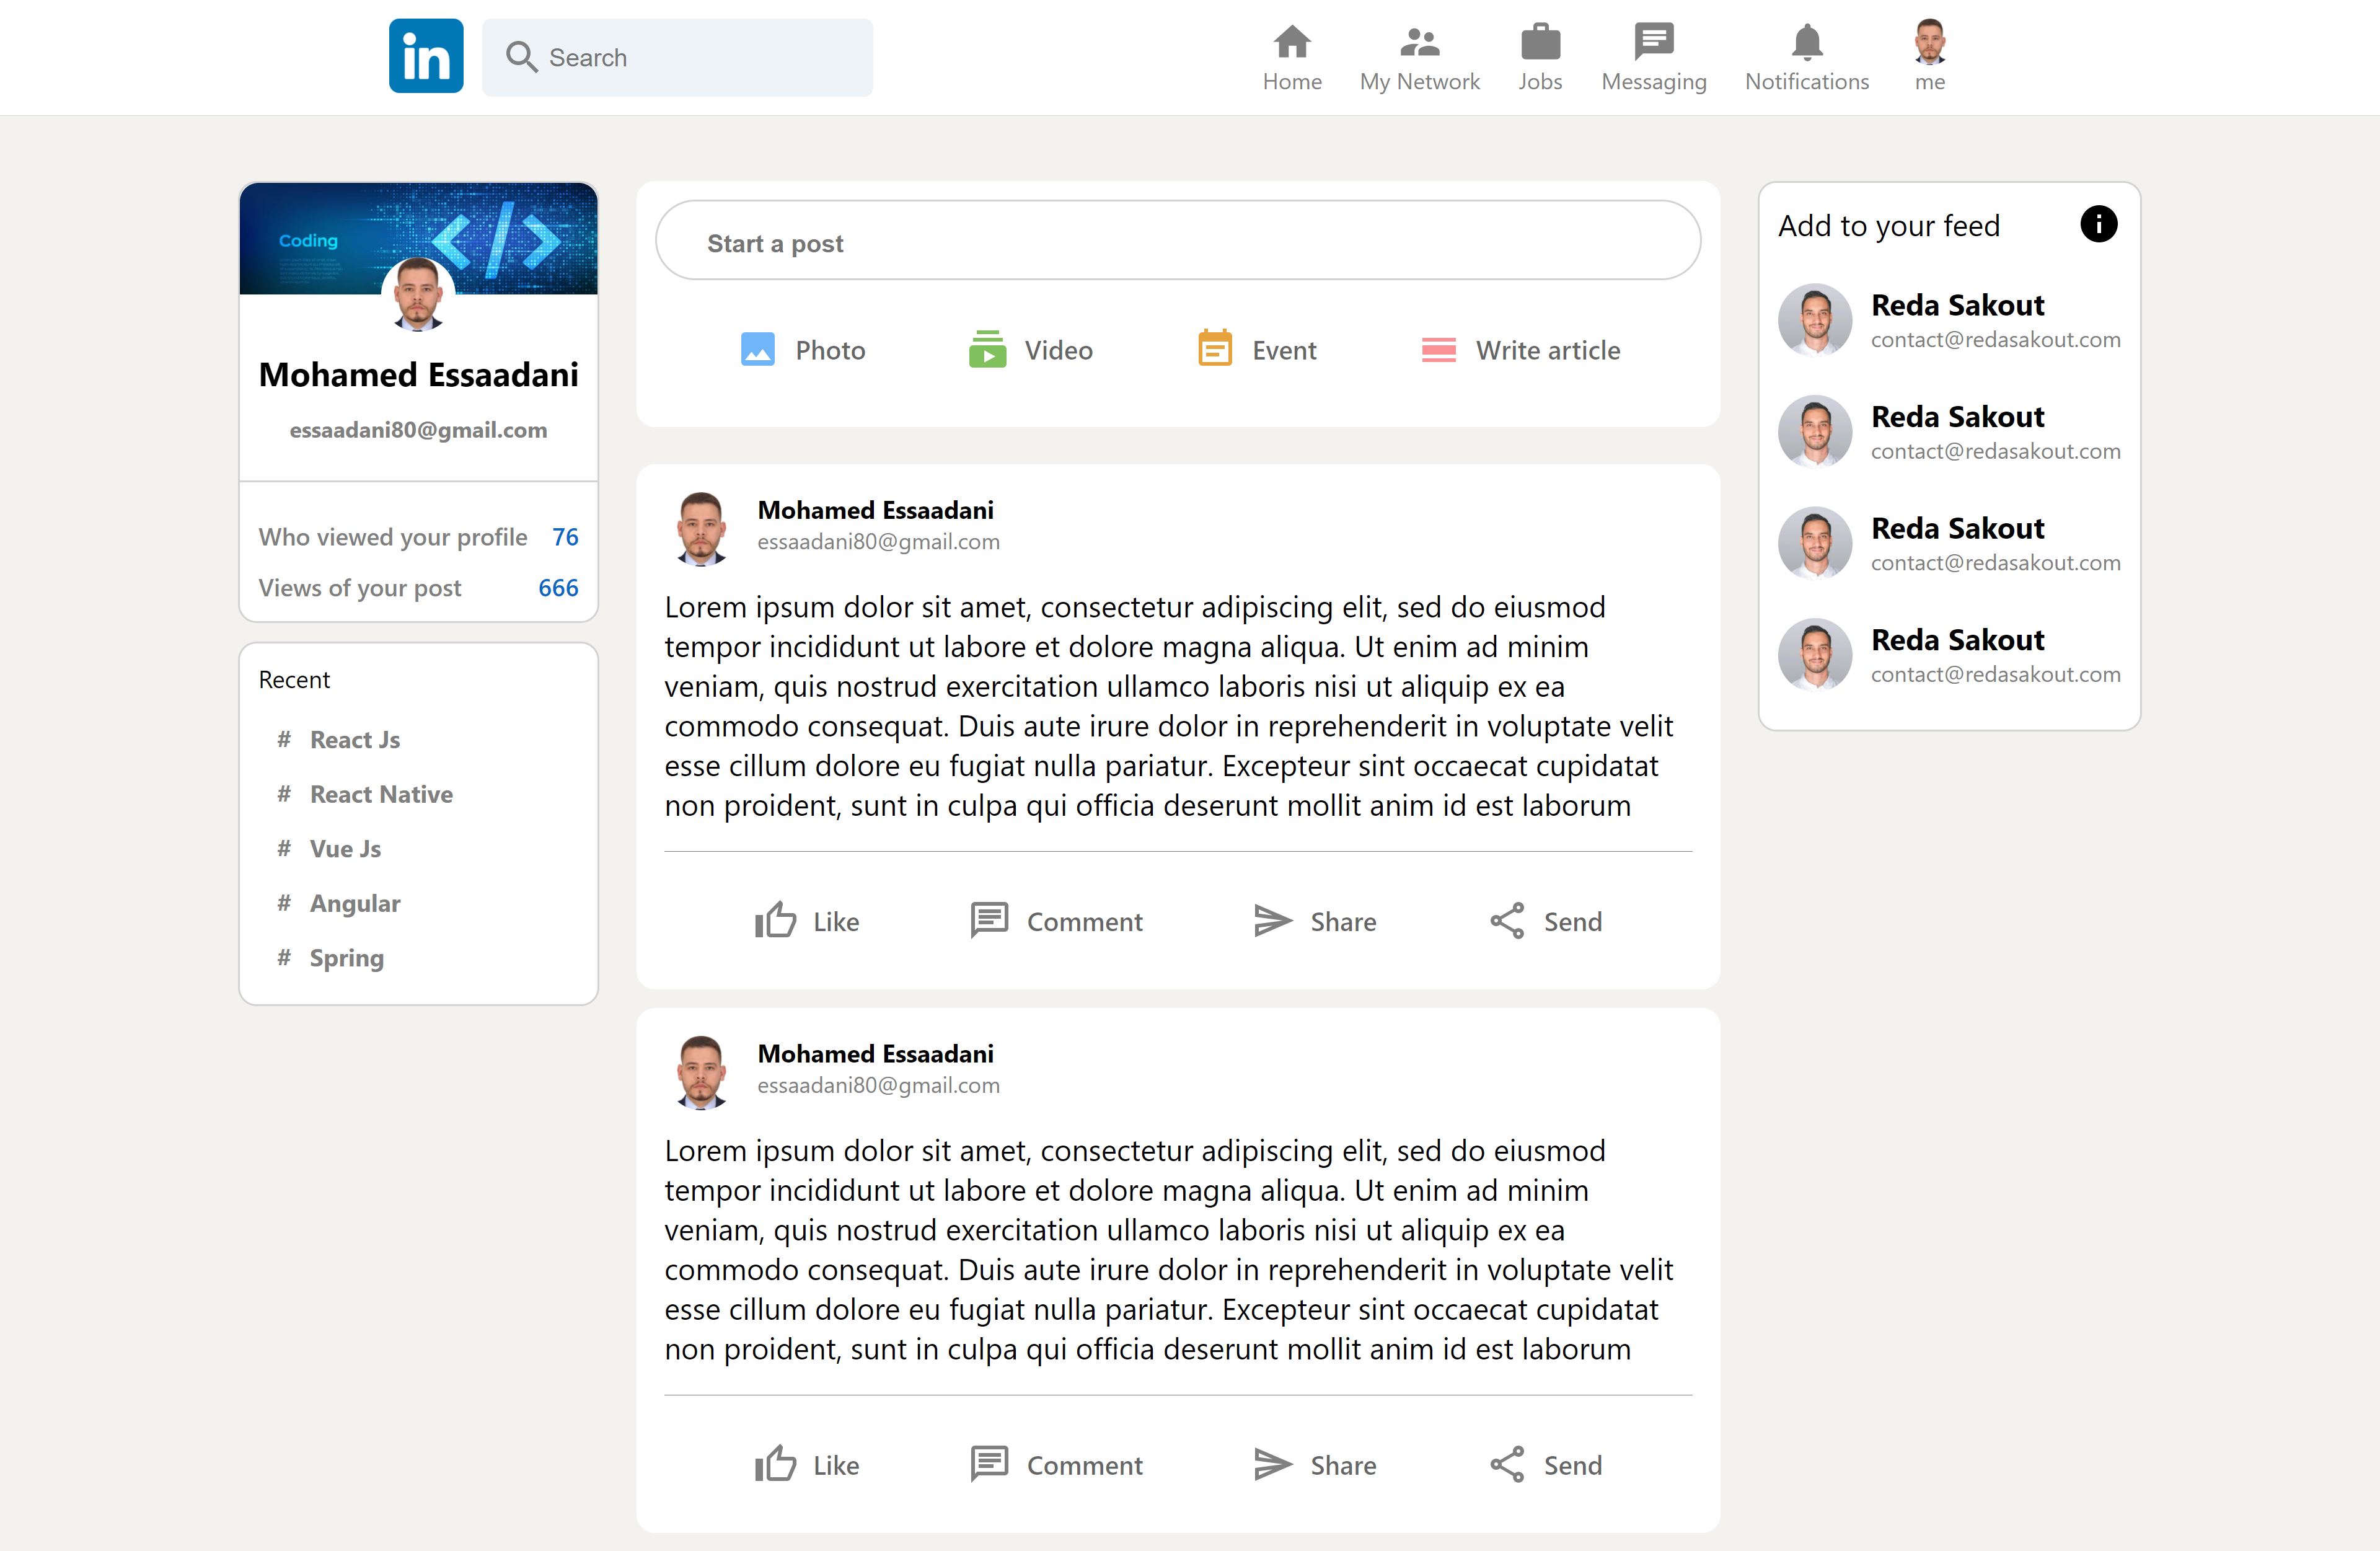 in
Search
Home
My Network
Jobs
Messaging
Notifications
me
Coding
Mohamed Essaadani
essaadani80@gmail.com
Who viewed your profile 76
Views of your post 666
Recent
# React Js
# React Native
# Vue Js
# Angular
# Spring
Start a post
Photo
Video
Event
Write article
Mohamed Essaadani
essaadani80@gmail.com
Lorem ipsum dolor sit amet, consectetur adipiscing elit, sed do eiusmod
tempor incididunt ut labore et dolore magna aliqua. Ut enim ad minim
veniam, quis nostrud exercitation ullamco laboris nisi ut aliquip ex ea
commodo consequat. Duis aute irure dolor in reprehenderit in voluptate velit
esse cillum dolore eu fugiat nulla pariatur. Excepteur sint occaecat cupidatat
non proident, sunt in culpa qui officia deserunt mollit anim id est laborum
Like
Comment
Share
Send
Mohamed Essaadani
essaadani80@gmail.com
Lorem ipsum dolor sit amet, consectetur adipiscing elit, sed do eiusmod
tempor incididunt ut labore et dolore magna aliqua. Ut enim ad minim
veniam, quis nostrud exercitation ullamco laboris nisi ut aliquip ex ea
commodo consequat. Duis aute irure dolor in reprehenderit in voluptate velit
esse cillum dolore eu fugiat nulla pariatur. Excepteur sint occaecat cupidatat
non proident, sunt in culpa qui officia deserunt mollit anim id est laborum
Like
Comment
Share
Send
Add to your feed
Reda Sakout
contact@redasakout.com
Reda Sakout
contact@redasakout.com
Reda Sakout
contact@redasakout.com
Reda Sakout
contact@redasakout.com